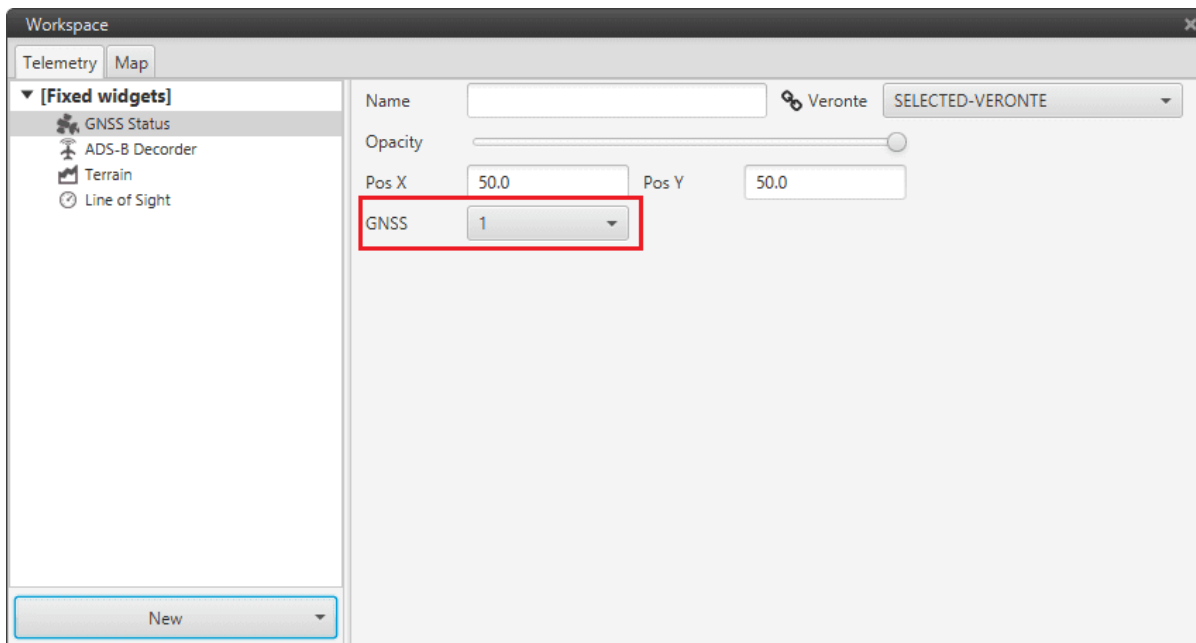 Workspace
Telemetry Map
[Fixed widgets]
GNSS Status
ADS-B Decorder
Terrain
Line of Sight
New
Name Veronte SELECTED-VERONTE
Opacity
Pos X 50.0 Pos Y 50.0
GNSS 1